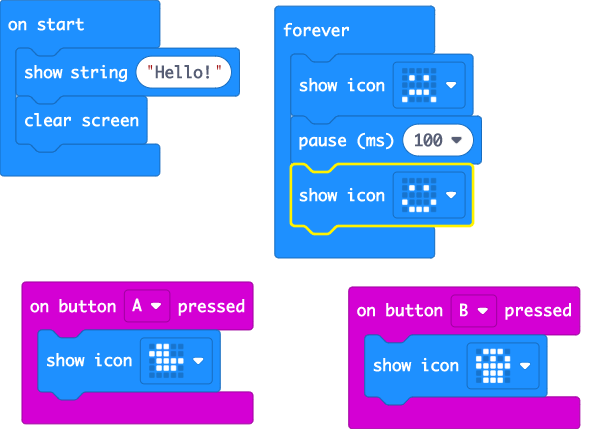 on start
show string "Hello!"
clear screen
forever
show icon
pause (ms) 100
show icon
on button A pressed
show icon
on button B pressed
show icon